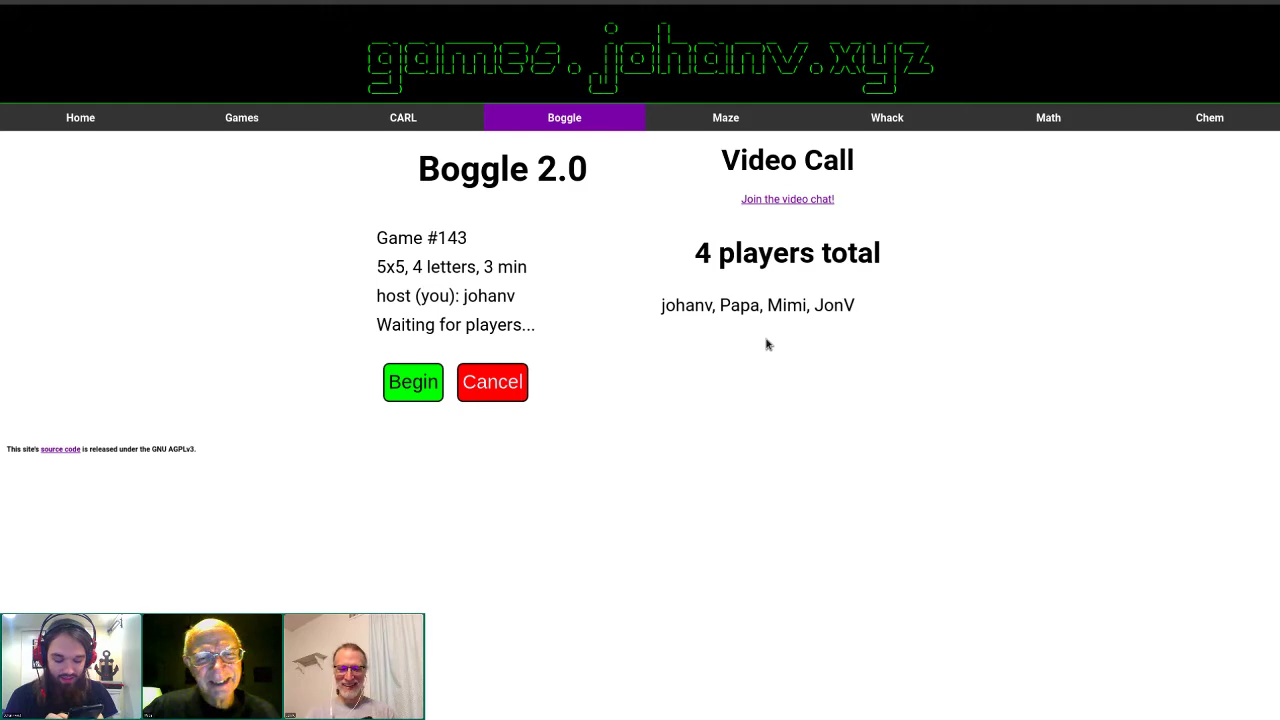 games.johanv.xyz
Home Games CARL Boggle Maze Whack Math Chem
Boggle 2.0
Game #143
5x5, 4 letters, 3 min
host (you): johanv
Waiting for players...
Begin Cancel
Video Call
Join the video chat!
4 players total
johanv, Papa, Mimi, JonV
This site's source code is released under the GNU AGPLv3.